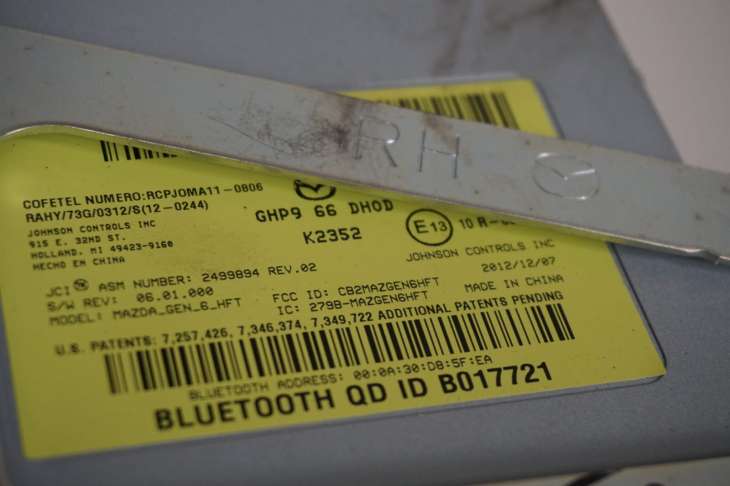 RH
COFETEL NUMERO:RCPJOMA11-0806
RAHY/73G/0312/S(12-0244)
JOHNSON CONTROLS INC
915 E. 32ND ST.
HOLLAND, MI 49423-9160
HECHO EN CHINA
GHP9 66 DH0D
K2352
E13 10 R-
JOHNSON CONTROLS INC
2012/12/07
MADE IN CHINA
JCI ASM NUMBER: 2499894 REV.02
S/W REV: 06.01.000
MODEL: MAZDA_GEN_6_HFT
FCC ID: CB2MAZGEN6HFT
IC: 279B-MAZGEN6HFT
U.S. PATENTS: 7,257,426, 7,346,374, 7,349,722 ADDITIONAL PATENTS PENDING
BLUETOOTH ADDRESS: 00:0A:30:DB:5F:EA
BLUETOOTH QD ID B017721